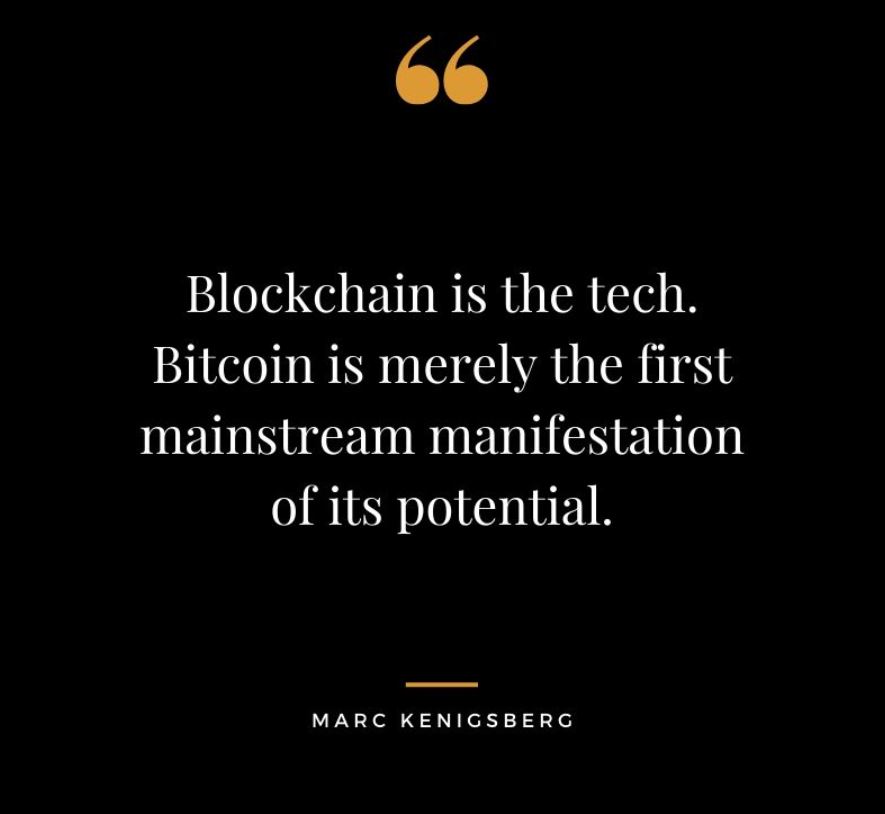 “
Blockchain is the tech.
Bitcoin is merely the first
mainstream manifestation
of its potential.
MARC KENIGSBERG